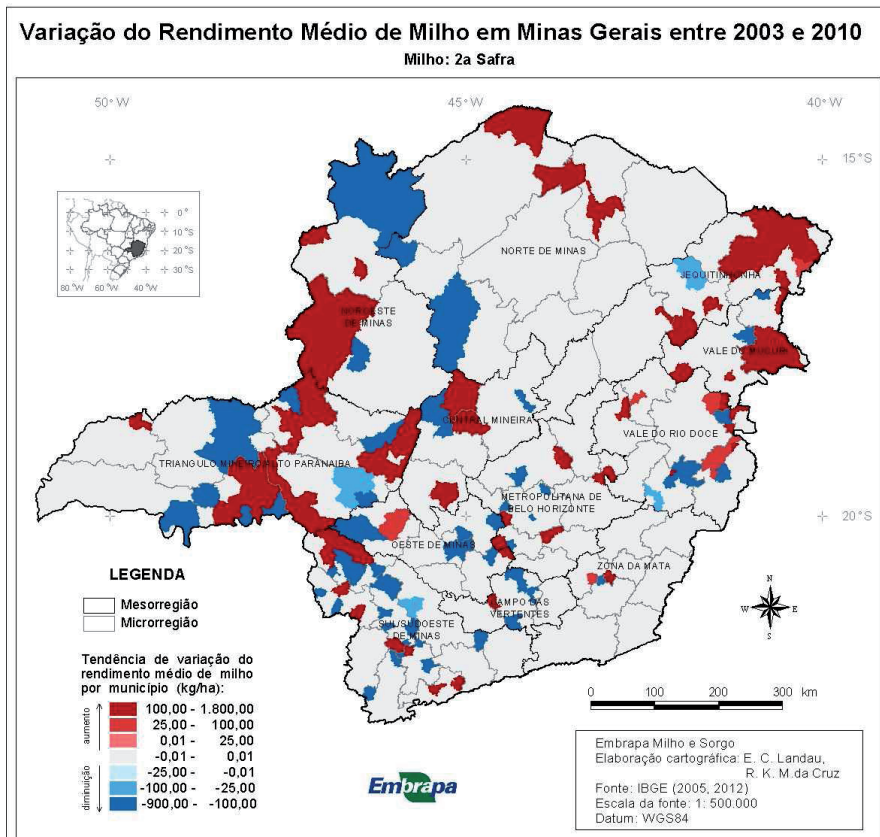 Variação do Rendimento Médio de Milho em Minas Gerais entre 2003 e 2010
Milho: 2a Safra
50° W
45° W
40° W
15° S
0°
10° S
20° S
30° S
80°W 60°W 40°W
NORTE DE MINAS
JEQUITINHONHA
NOROESTE
DE MINAS
VALE DO MUCURI
CENTRAL MINEIRA
VALE DO RIO DOCE
TRIANGULO MINEIRO/ALTO PARANAIBA
METROPOLITANA DE
BELO HORIZONTE
20° S
OESTE DE MINAS
ZONA DA MATA
CAMPO DAS
VERTENTES
SUL/SUDOESTE
DE MINAS
N
W E
S
LEGENDA
Mesorregião
Microrregião
Tendência de variação do
rendimento médio de milho
por município (kg/ha):
aumento
diminuição
100,00 - 1.800,00
25,00 - 100,00
0,01 - 25,00
-0,01 - 0,01
-25,00 - -0,01
-100,00 - -25,00
-900,00 - -100,00
0 100 200 300 km
Embrapa
Embrapa Milho e Sorgo
Elaboração cartográfica: E. C. Landau,
R. K. M.da Cruz
Fonte: IBGE (2005, 2012)
Escala da fonte: 1: 500.000
Datum: WGS84